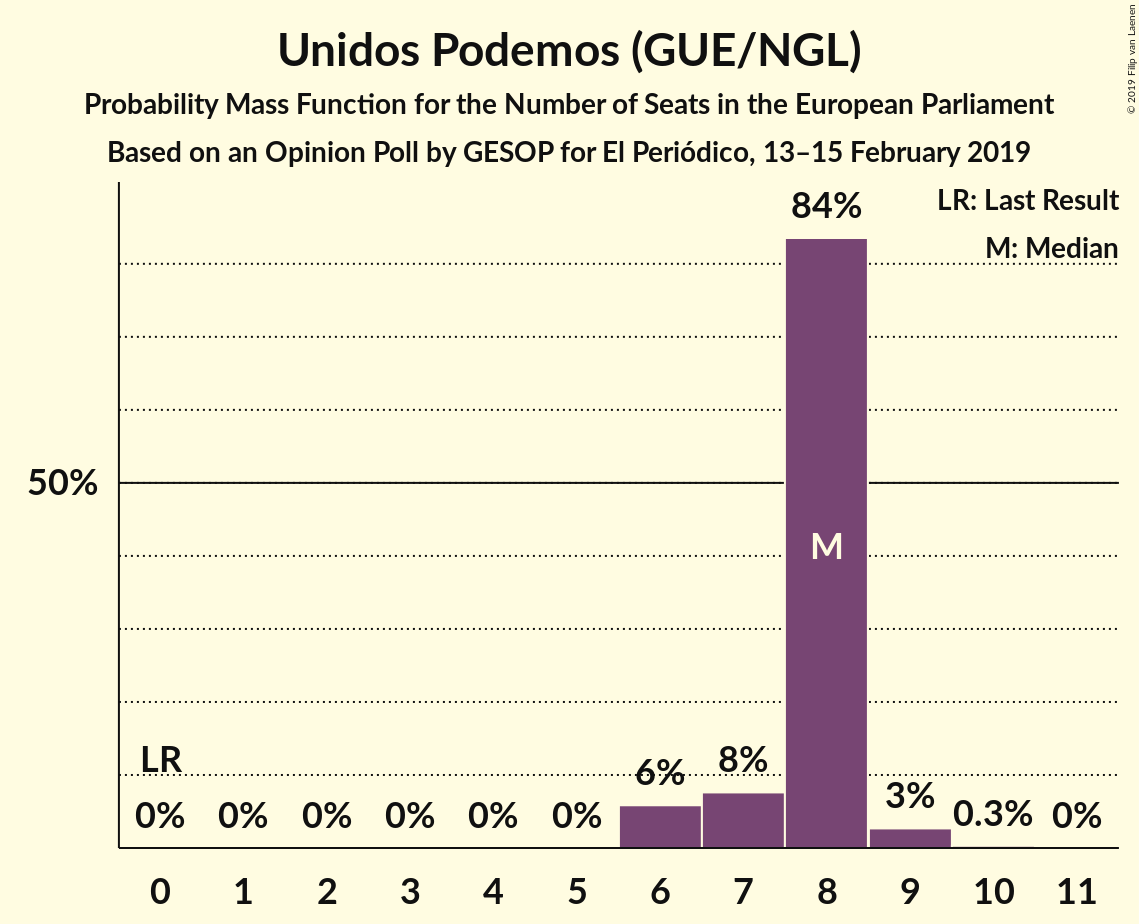 Unidos Podemos (GUE/NGL)
Probability Mass Function for the Number of Seats in the European Parliament
Based on an Opinion Poll by GESOP for El Periódico, 13–15 February 2019
© 2019 Filip van Laenen
LR: Last Result
M: Median
84%
50%
M
LR
0% 0% 0% 0% 0% 0% 6% 8% 3% 0.3% 0%
0 1 2 3 4 5 6 7 8 9 10 11